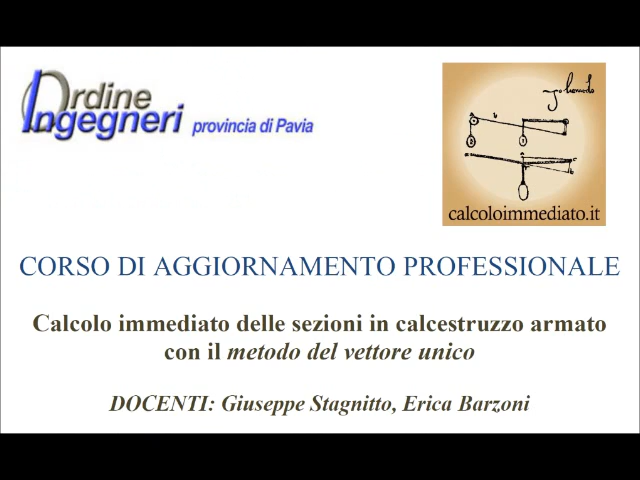 Ordine
Ingegneri provincia di Pavia
calcoloimmediato.it
CORSO DI AGGIORNAMENTO PROFESSIONALE
Calcolo immediato delle sezioni in calcestruzzo armato
con il metodo del vettore unico
DOCENTI: Giuseppe Stagnitto, Erica Barzoni